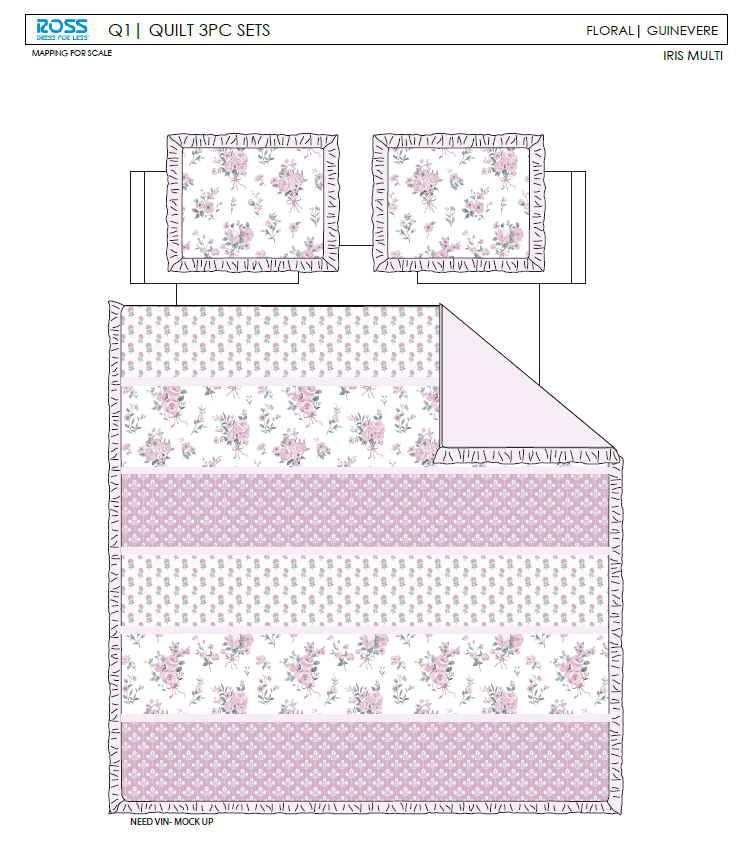 ROSS
DRESS FOR LESS
Q1| QUILT 3PC SETS
FLORAL| GUINEVERE
MAPPING FOR SCALE
IRIS MULTI
NEED VIN- MOCK UP